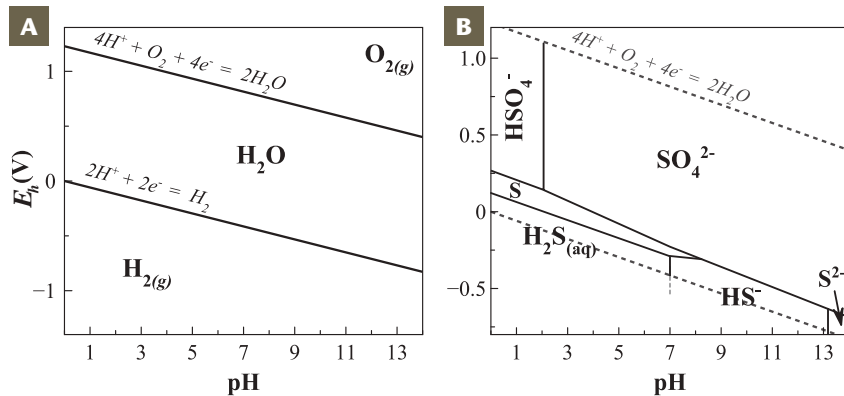 A
4H⁺ + O₂ + 4e⁻ = 2H₂O
O₂₍g₎
H₂O
2H⁺ + 2e⁻ = H₂
H₂₍g₎
Eₕ(V)
1
0
−1
1 3 5 7 9 11 13
pH
B
4H⁺ + O₂ + 4e⁻ = 2H₂O
HSO₄⁻
SO₄²⁻
S
H₂S(aq)
HS⁻
S²⁻
1.0
0.5
0
−0.5
1 3 5 7 9 11 13
pH